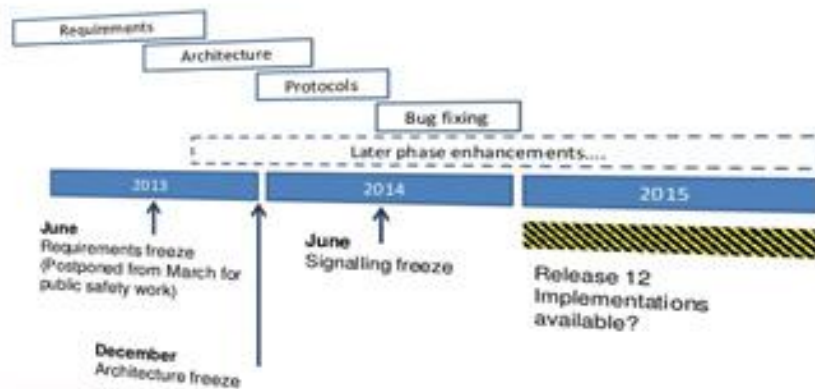 Requirements
Architecture
Protocols
Bug fixing
Later phase enhancements....
2013
2014
2015
June
Requirements freeze
(Postponed from March for
public safety work)
June
Signalling freeze
Release 12
Implementations
available?
December
Architecture freeze